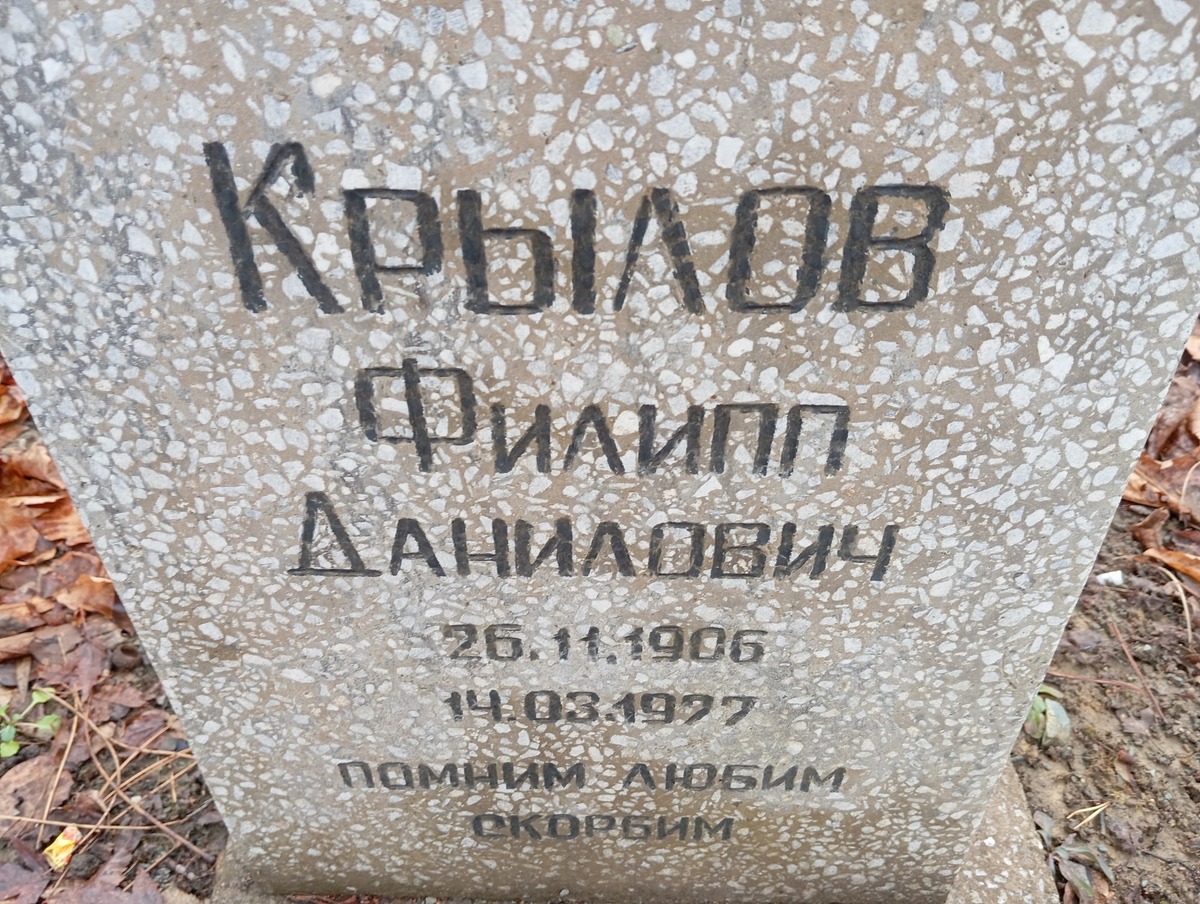 Крылов
Филипп
Данилович
26.11.1906
14.03.1977
ПОМНИМ ЛЮБИМ
СКОРБИМ